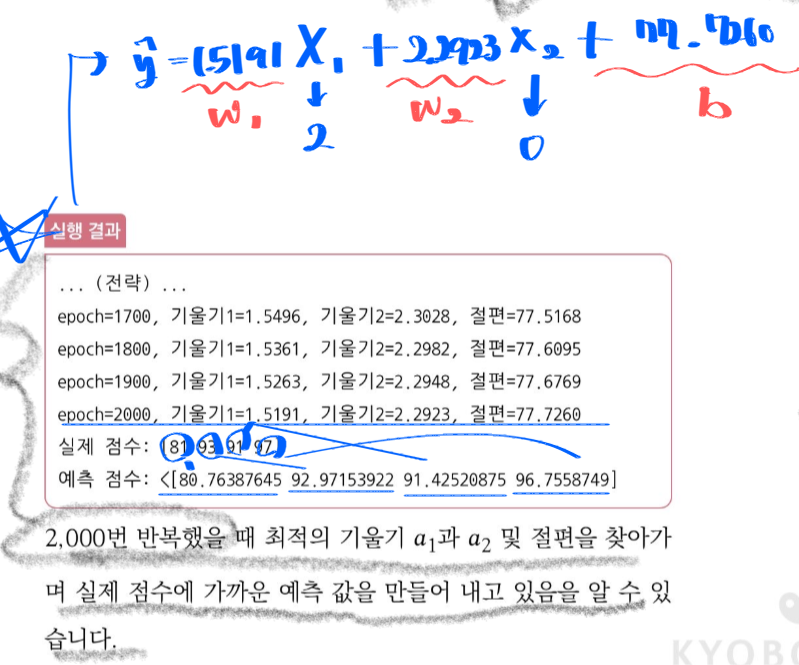 → ŷ = 1.5191 X₁ + 2.2923 X₂ + 77.7260
W₁ W₂ b
2 0
실행 결과
... (전략) ...
epoch=1700, 기울기1=1.5496, 기울기2=2.3028, 절편=77.5168
epoch=1800, 기울기1=1.5361, 기울기2=2.2982, 절편=77.6095
epoch=1900, 기울기1=1.5263, 기울기2=2.2948, 절편=77.6769
epoch=2000, 기울기1=1.5191, 기울기2=2.2923, 절편=77.7260
실제 점수: [81 93 91 97]
예측 점수: <[80.76387645 92.97153922 91.42520875 96.7558749]
2,000번 반복했을 때 최적의 기울기 a₁과 a₂ 및 절편을 찾아가
며 실제 점수에 가까운 예측 값을 만들어 내고 있음을 알 수 있
습니다.
KYOBO